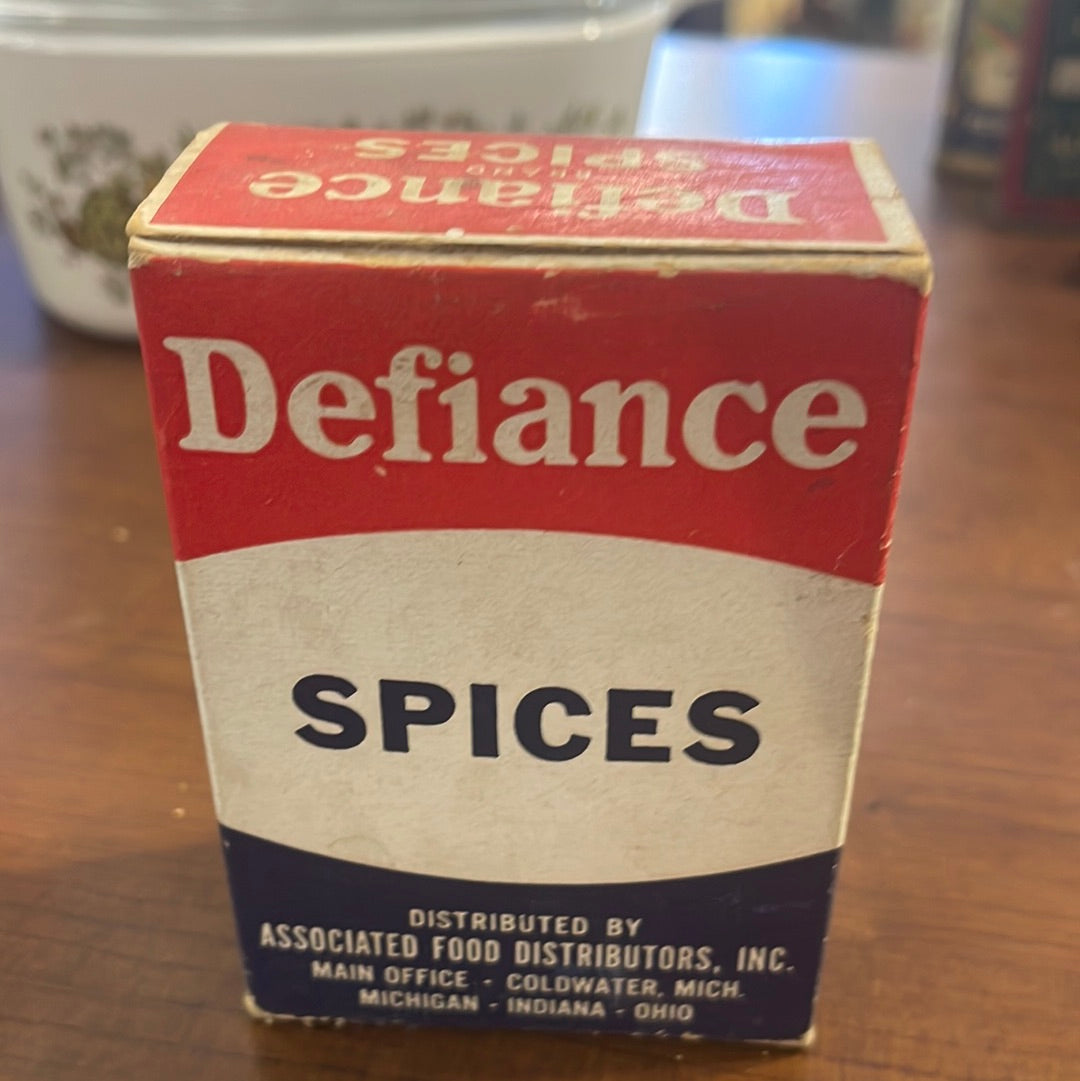 Defiance
BRAND
SPICES
Defiance
SPICES
DISTRIBUTED BY
ASSOCIATED FOOD DISTRIBUTORS, INC.
MAIN OFFICE - COLDWATER, MICH.
MICHIGAN - INDIANA - OHIO